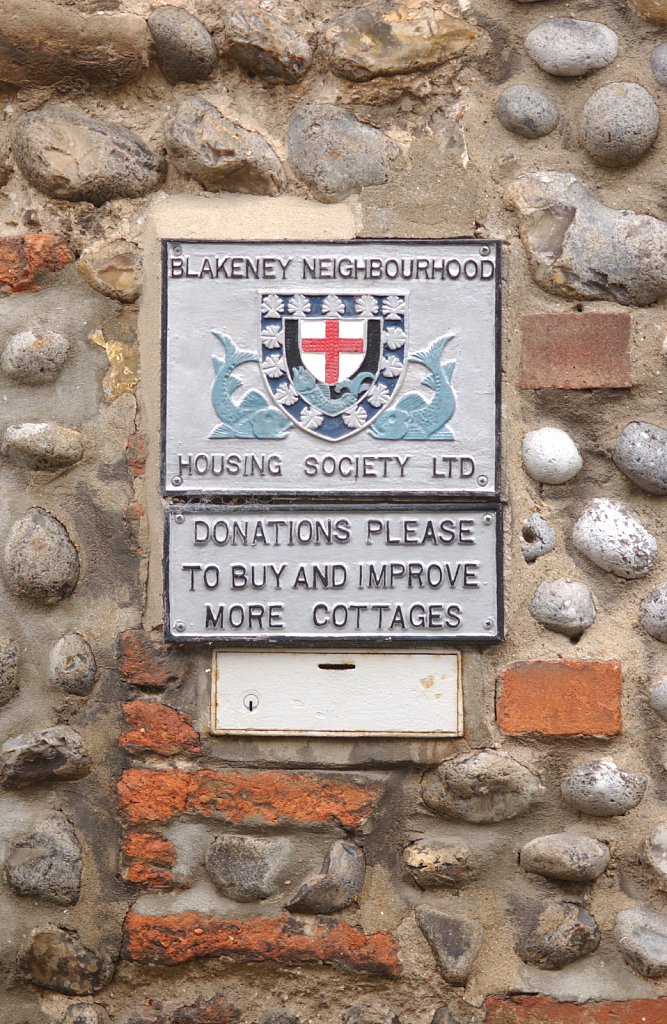 BLAKENEY NEIGHBOURHOOD
HOUSING SOCIETY LTD
DONATIONS PLEASE
TO BUY AND IMPROVE
MORE COTTAGES